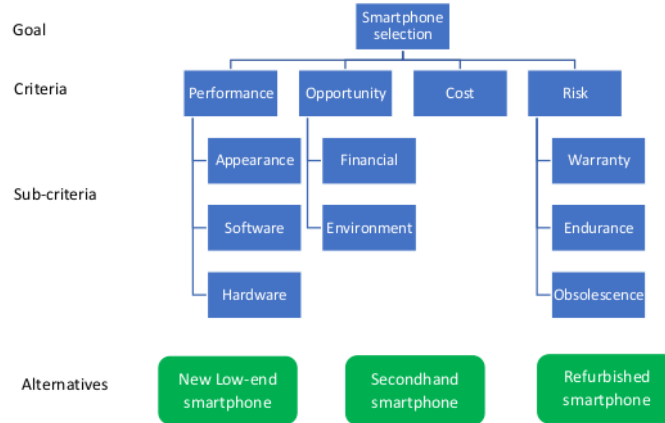 Goal
Smartphone
selection
Criteria
Performance
Opportunity
Cost
Risk
Sub-criteria
Appearance
Financial
Warranty
Software
Environment
Endurance
Hardware
Obsolescence
Alternatives
New Low-end
smartphone
Secondhand
smartphone
Refurbished
smartphone